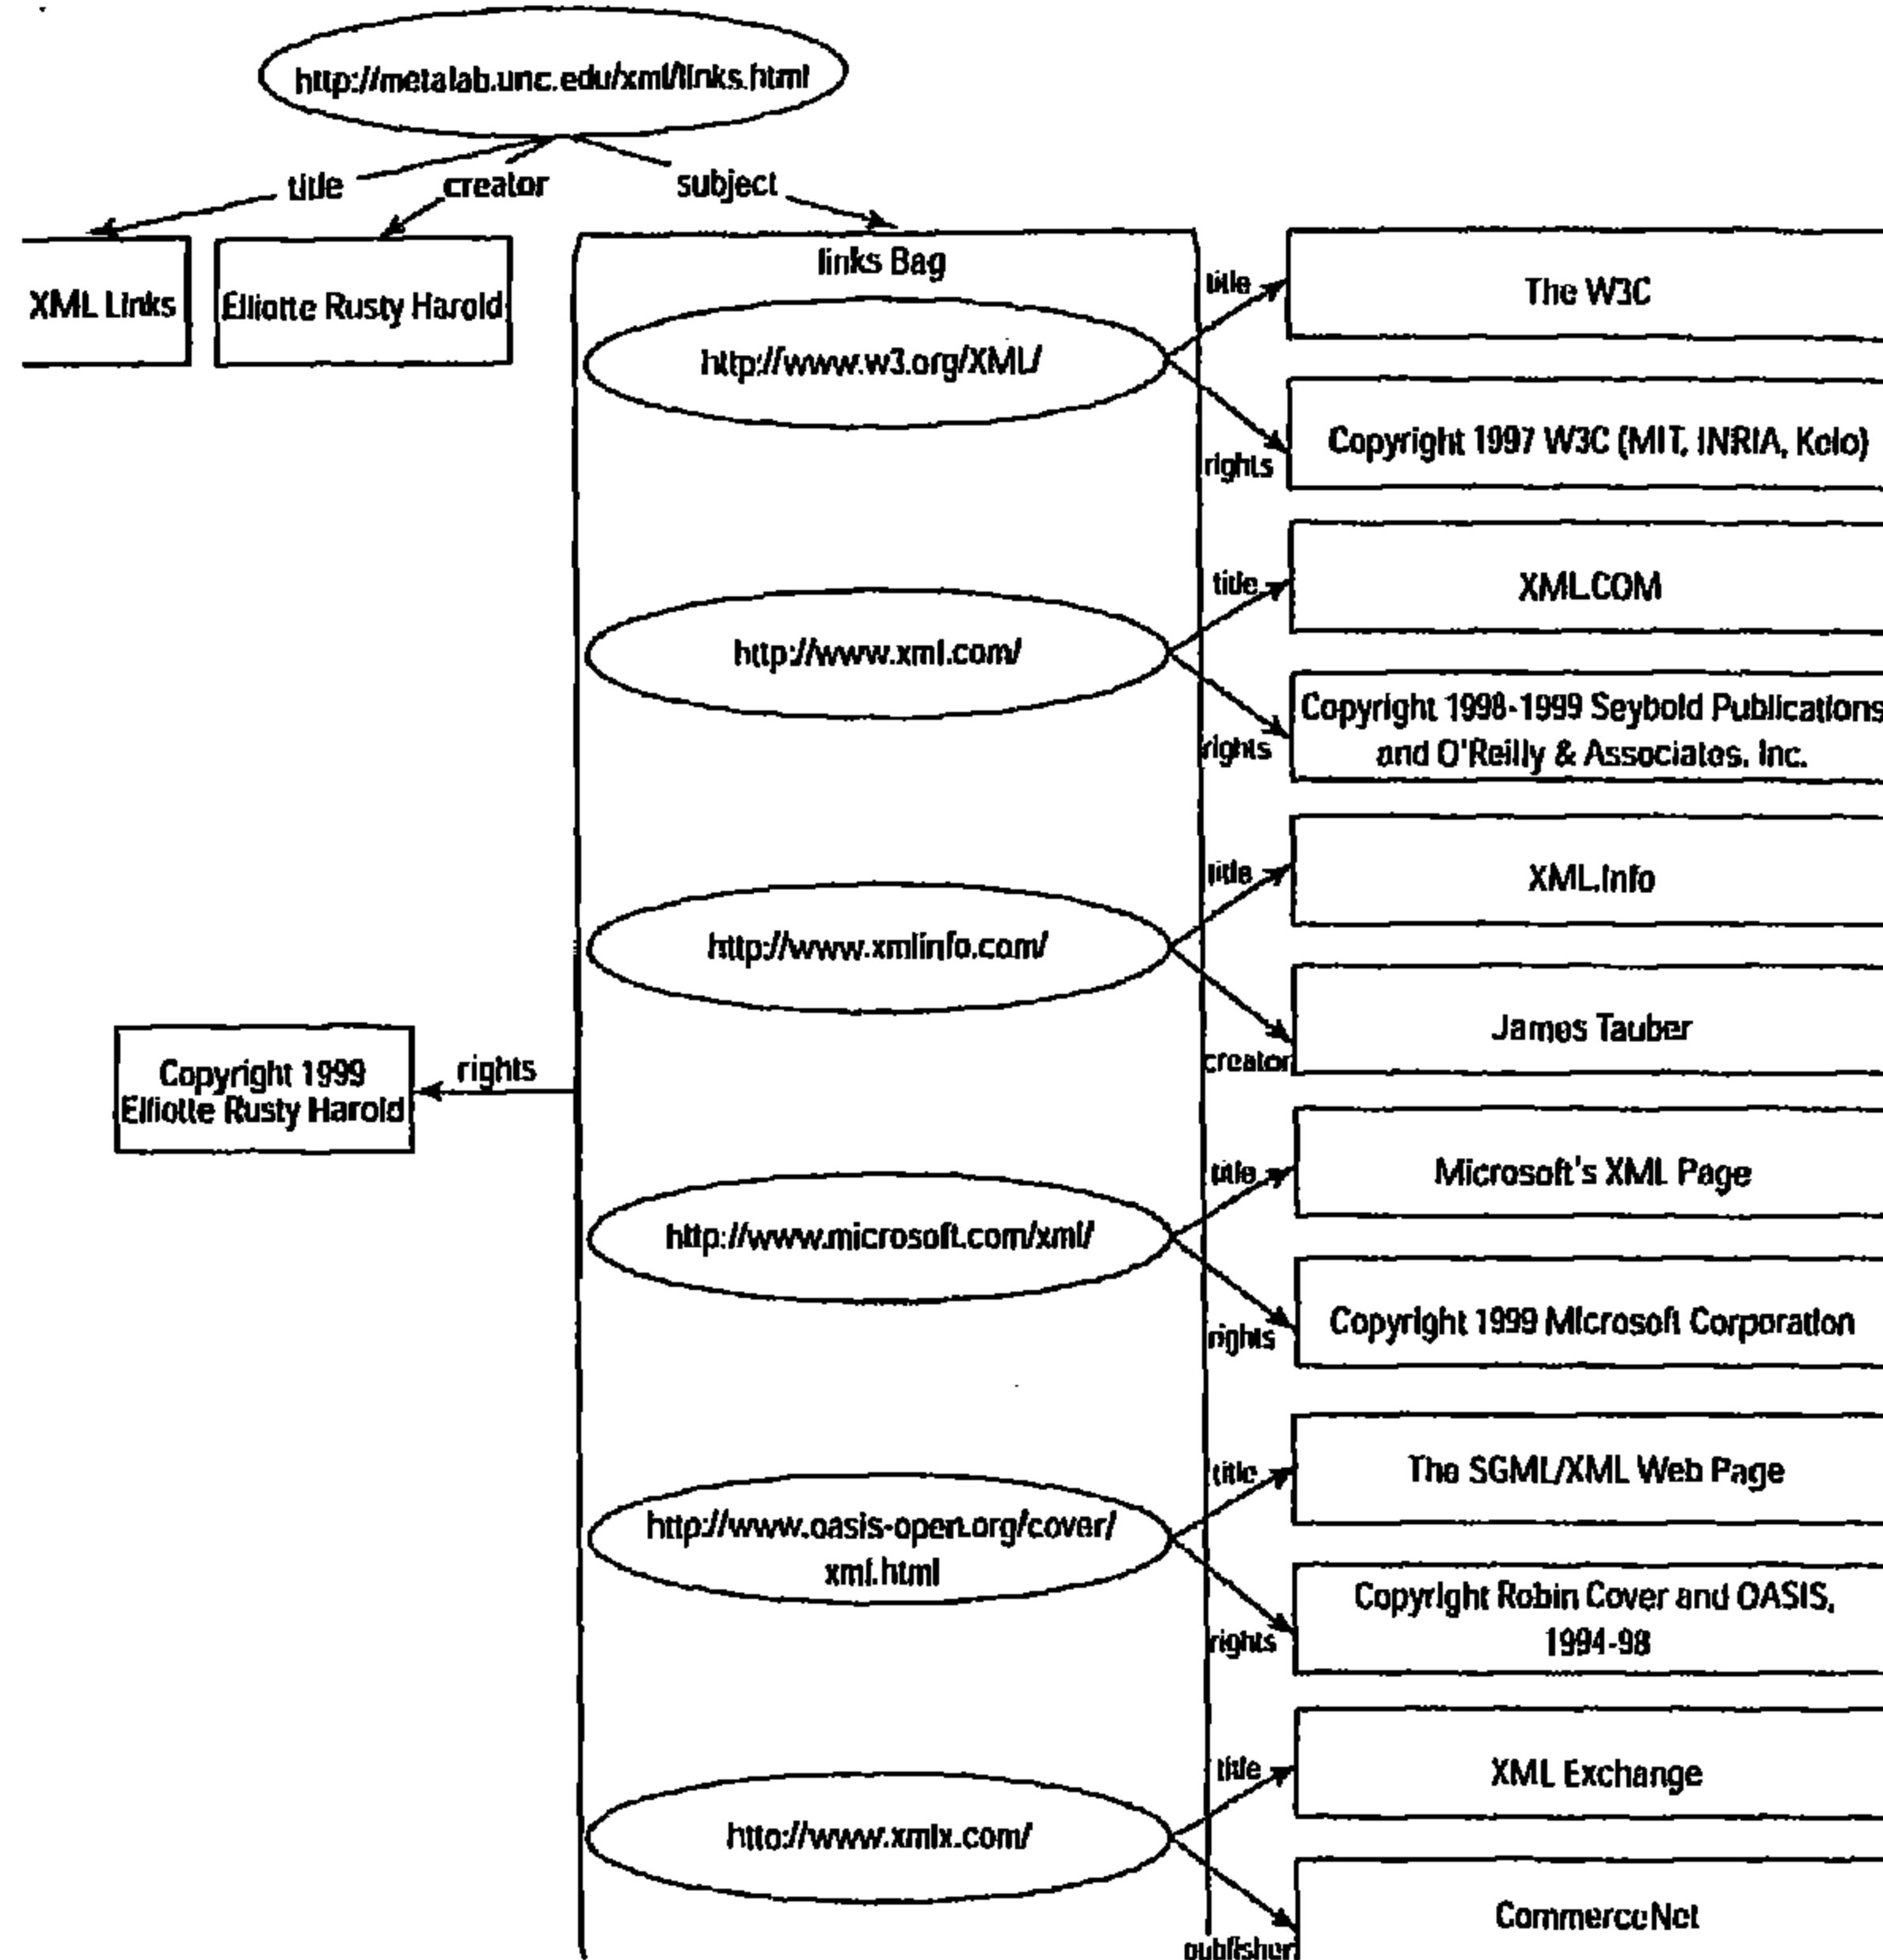 http://metalab.unc.edu/xml/links.html
title
creator
subject
XML Links
Elliotte Rusty Harold
links Bag
http://www.w3.org/XML/
title
The W3C
rights
Copyright 1997 W3C (MIT, INRIA, Keio)
http://www.xml.com/
title
XML.COM
rights
Copyright 1998-1999 Seybold Publications
and O'Reilly & Associates, Inc.
http://www.xmlinfo.com/
title
XML.Info
creator
James Tauber
Copyright 1999
Elliotte Rusty Harold
rights
http://www.microsoft.com/xml/
title
Microsoft's XML Page
rights
Copyright 1999 Microsoft Corporation
http://www.oasis-open.org/cover/
xml.html
title
The SGML/XML Web Page
rights
Copyright Robin Cover and OASIS,
1994-98
http://www.xmlx.com/
title
XML Exchange
publisher
CommerceNet